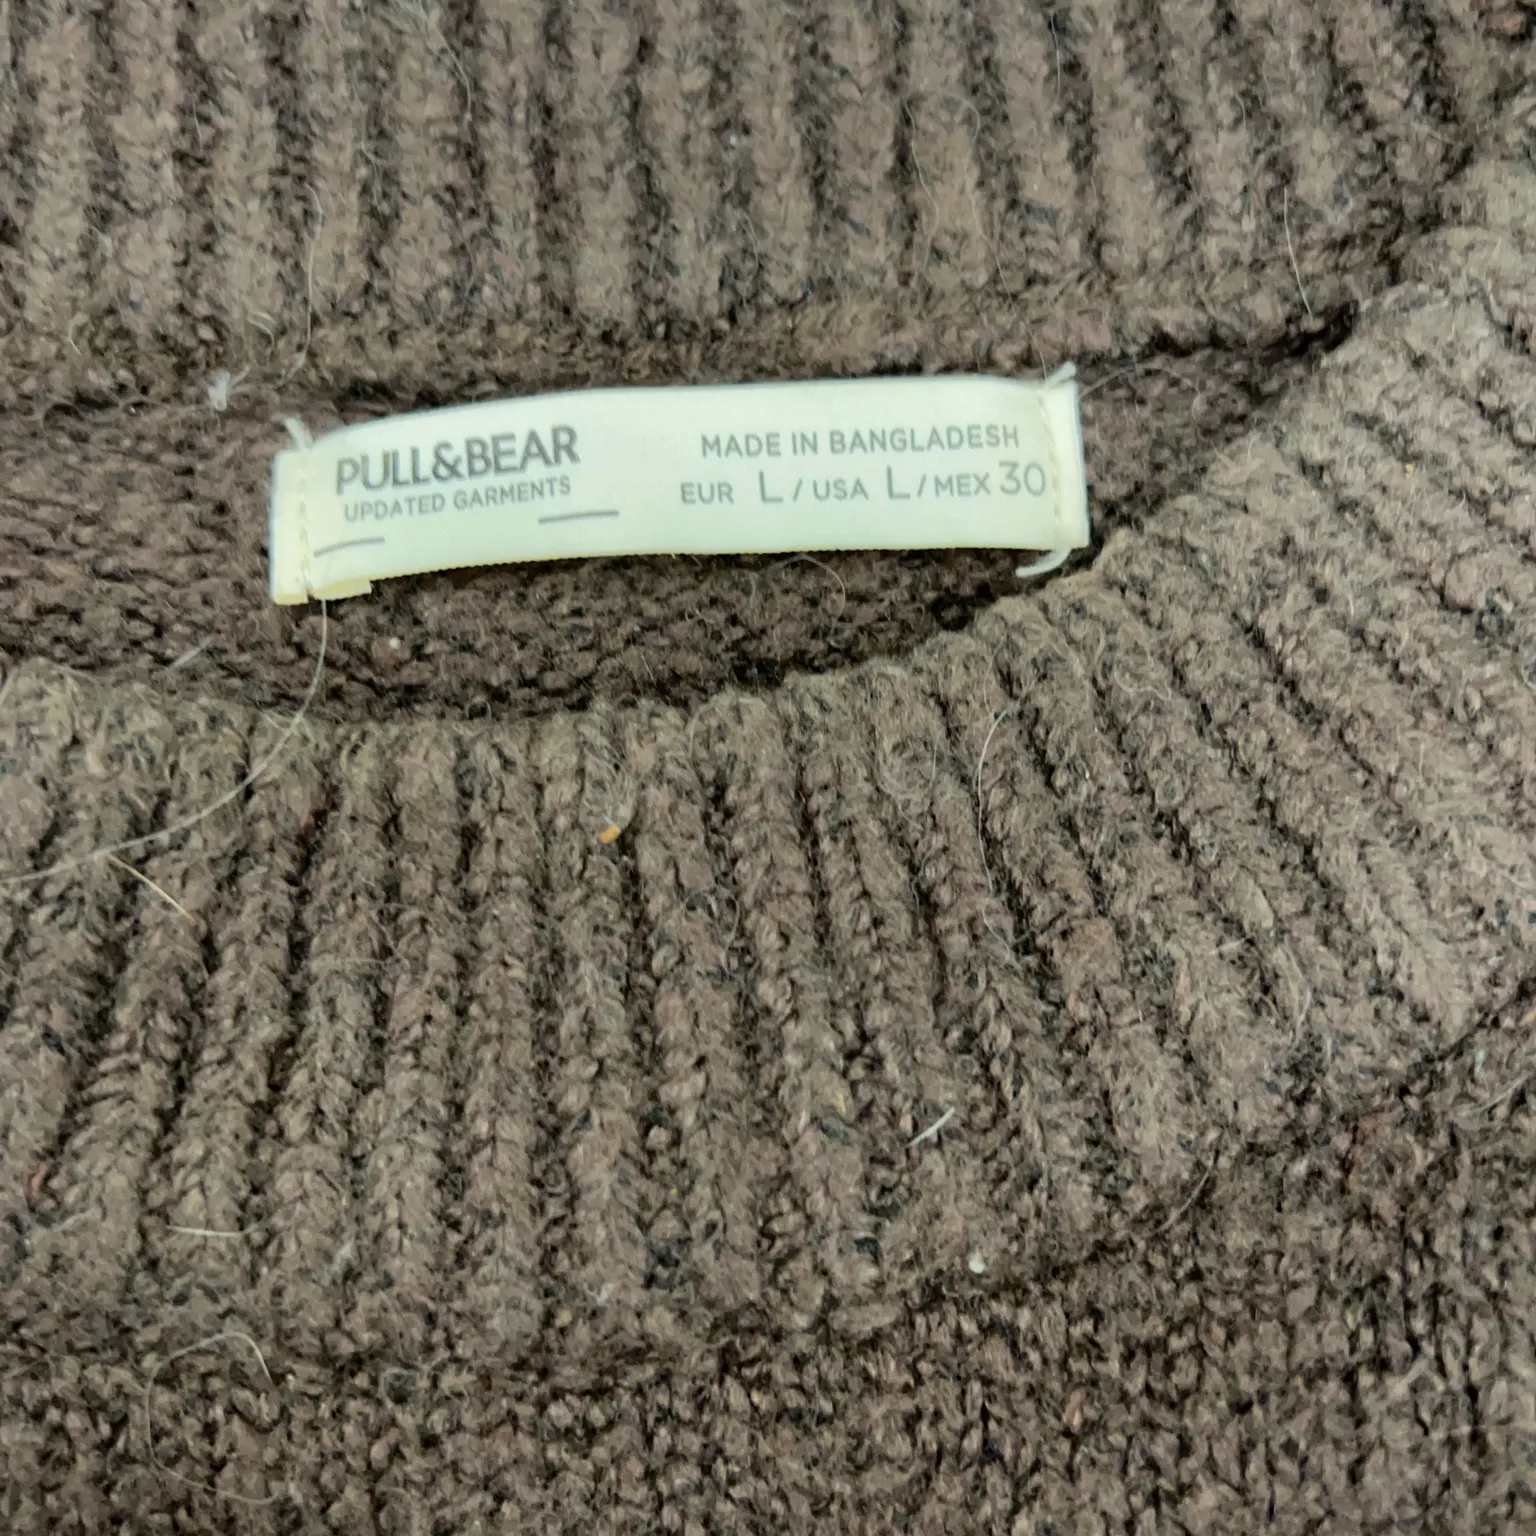 PULL&BEAR
UPDATED GARMENTS
MADE IN BANGLADESH
EUR L / USA L / MEX 30